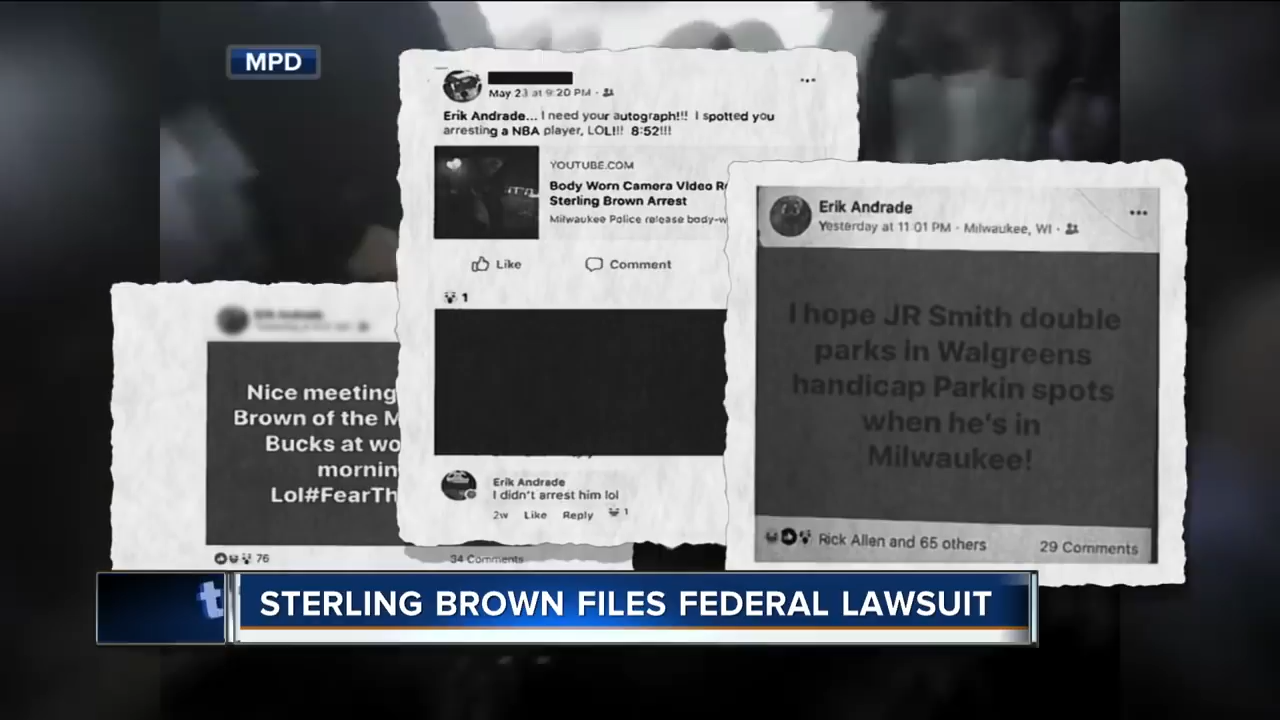 MPD
May 23 at 9:20 PM ·
Erik Andrade... I need your autograph!!! I spotted you
arresting a NBA player, LOL!!! 8:52!!!
YOUTUBE.COM
Body Worn Camera Video R
Sterling Brown Arrest
Milwaukee Police release body-w
Like
Comment
1
Erik Andrade
I didn't arrest him lol
2w Like Reply 1
Erik Andrade
Yesterday at 11:01 PM · Milwaukee, WI ·
I hope JR Smith double
parks in Walgreens
handicap Parkin spots
when he's in
Milwaukee!
Rick Allen and 65 others
29 Comments
Erik Andrade
Nice meeting
Brown of the M
Bucks at wo
mornin
Lol#FearTh
76
34 Comments
t
STERLING BROWN FILES FEDERAL LAWSUIT